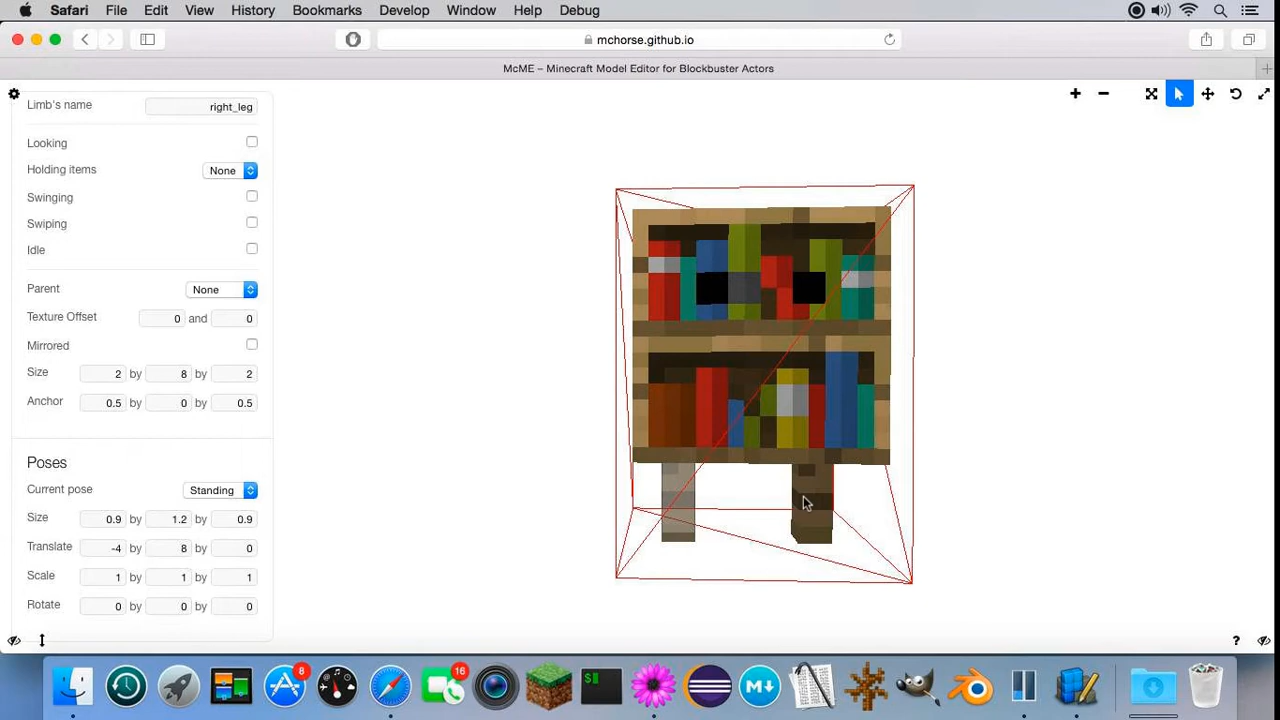 Safari File Edit View History Bookmarks Develop Window Help Debug
mchorse.github.io
McME – Minecraft Model Editor for Blockbuster Actors
Limb's name right_leg
Looking
Holding items None
Swinging
Swiping
Idle
Parent None
Texture Offset 0 and 0
Mirrored
Size 2 by 8 by 2
Anchor 0.5 by 0 by 0.5
Poses
Current pose Standing
Size 0.9 by 1.2 by 0.9
Translate -4 by 8 by 0
Scale 1 by 1 by 1
Rotate 0 by 0 by 0
?
8
16
$
M